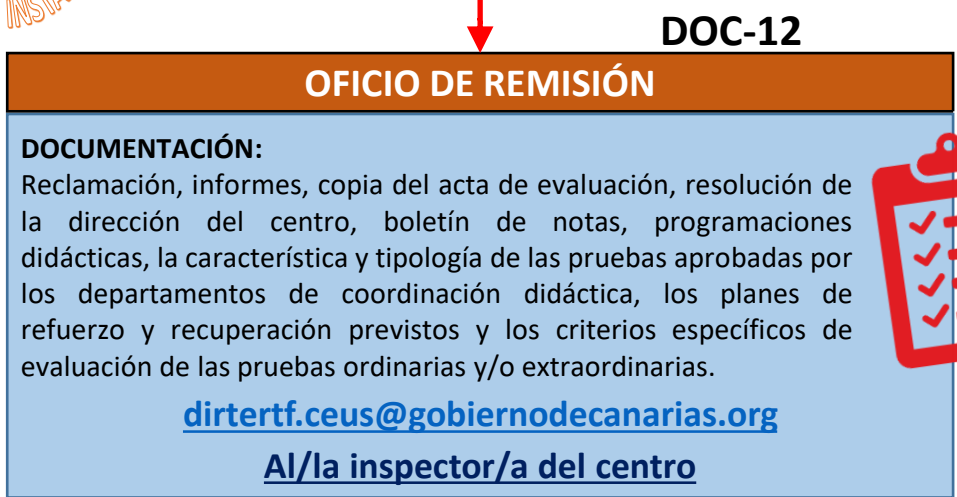 DOC-12
OFICIO DE REMISIÓN
DOCUMENTACIÓN:
Reclamación, informes, copia del acta de evaluación, resolución de
la dirección del centro, boletín de notas, programaciones
didácticas, la característica y tipología de las pruebas aprobadas por
los departamentos de coordinación didáctica, los planes de
refuerzo y recuperación previstos y los criterios específicos de
evaluación de las pruebas ordinarias y/o extraordinarias.
dirtertf.ceus@gobiernodecanarias.org
Al/la inspector/a del centro